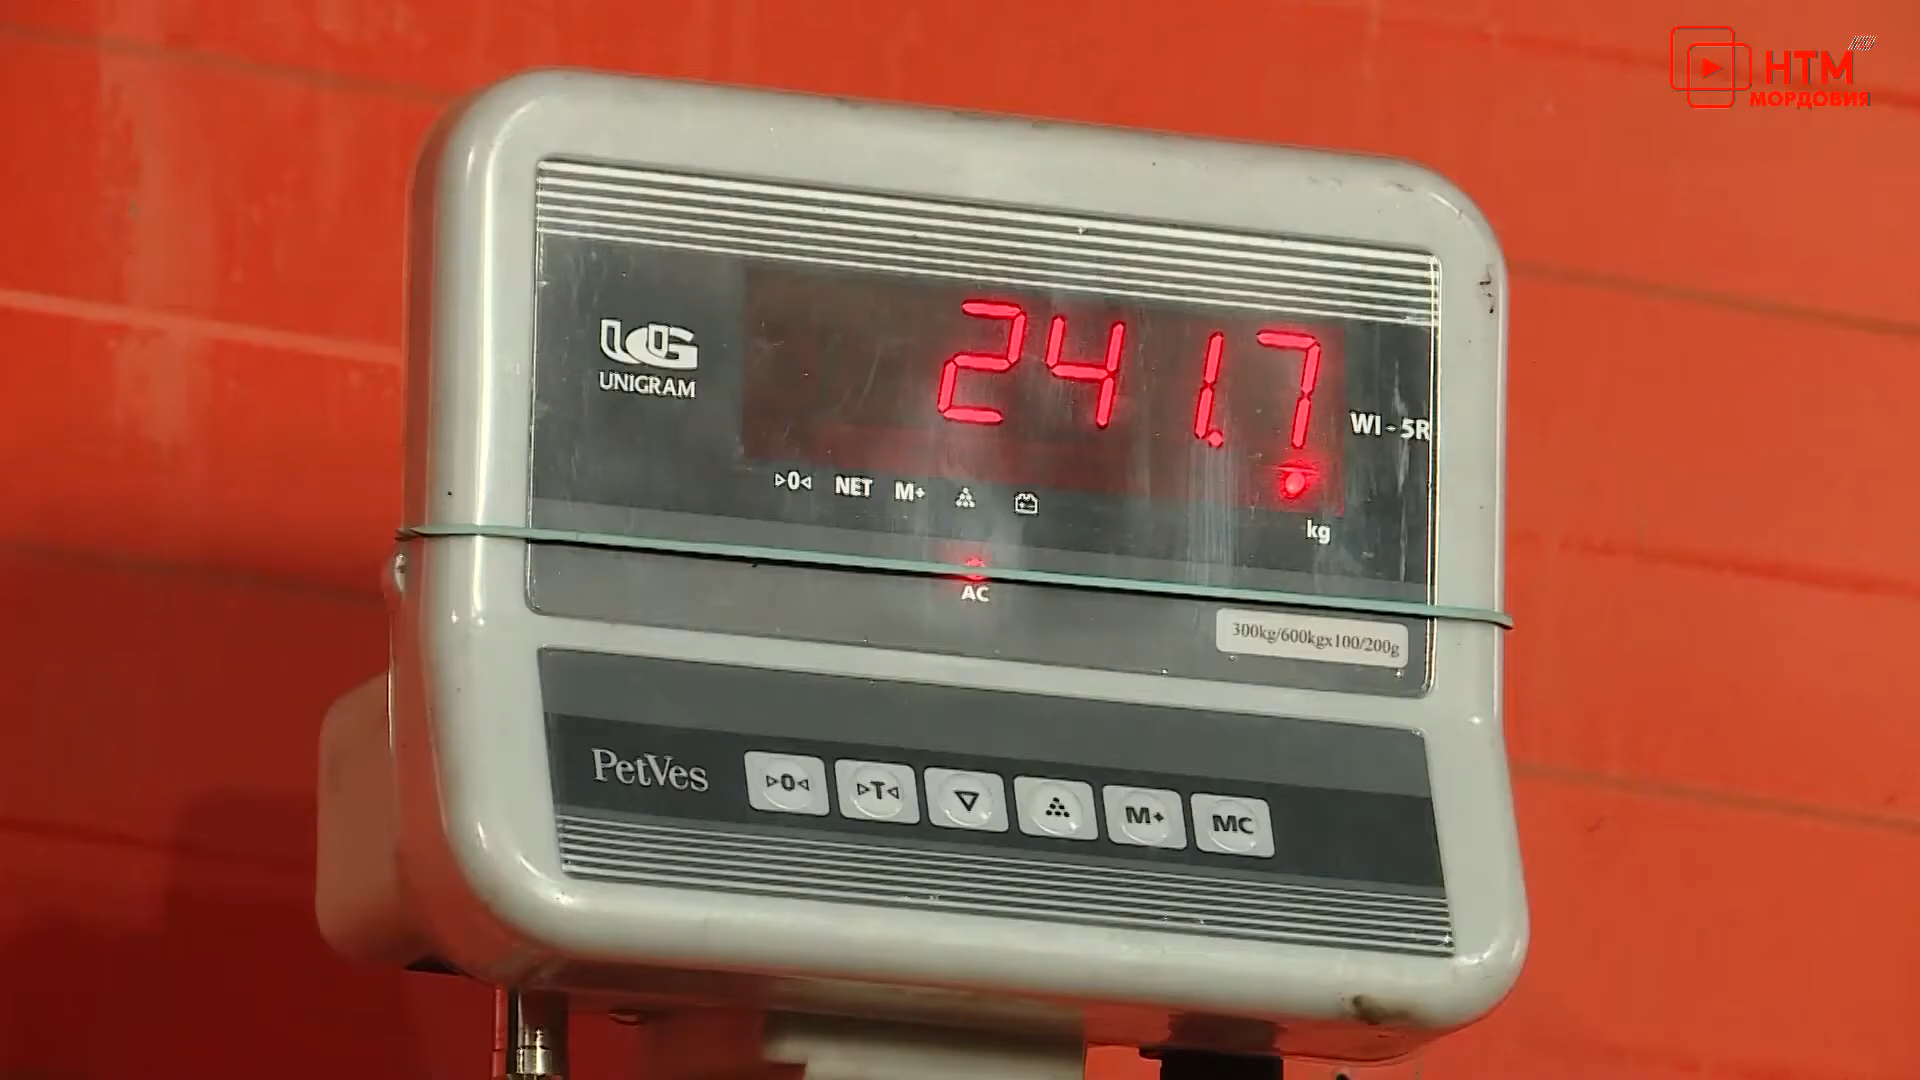 НТМ
МОРДОВИЯ
UNIGRAM
241.7
WI-5R
▷0◁ NET M+
kg
AC
300kg/600kgx100/200g
PetVes
▷0◁ ▷T◁ M+ MC